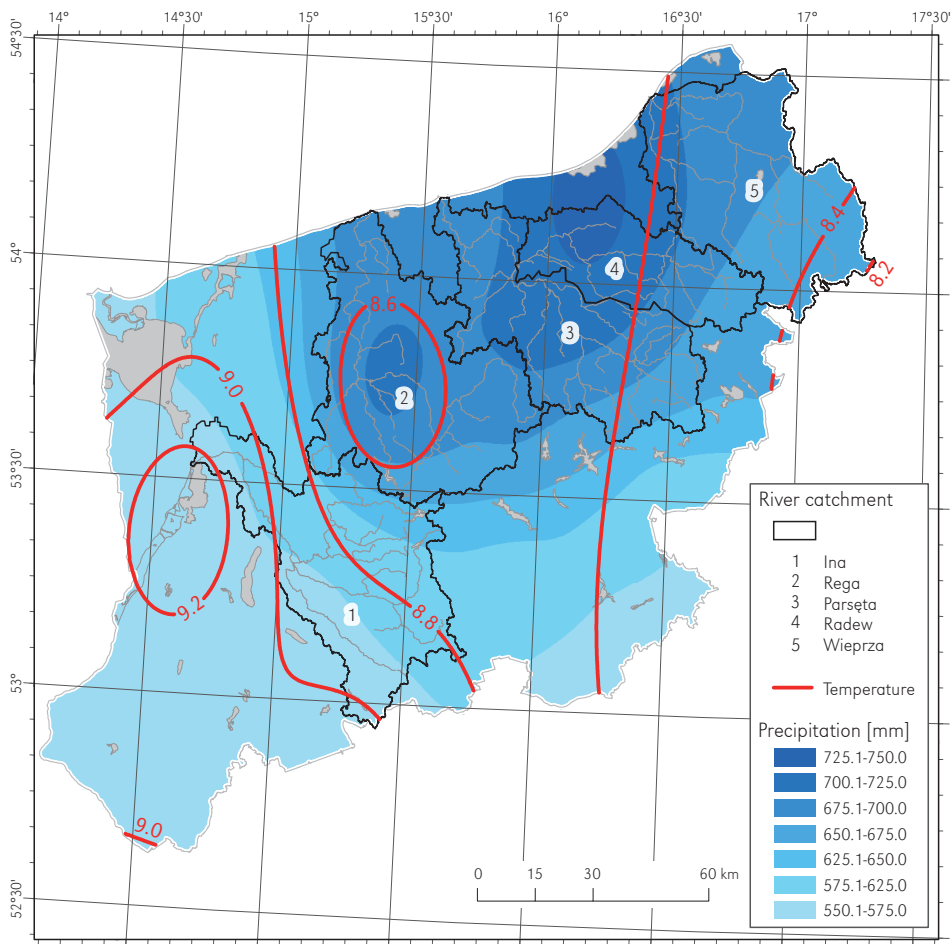 14° 14°30' 15° 15°30' 16° 16°30' 17° 17°30'
54°30'
54°
53°30'
53°
52°30'
5
8.4
8.2
4
8.6
3
9.0
2
9.2
1
8.8
9.0
River catchment
1 Ina
2 Rega
3 Parsęta
4 Radew
5 Wieprza
Temperature
Precipitation [mm]
725.1-750.0
700.1-725.0
675.1-700.0
650.1-675.0
625.1-650.0
575.1-625.0
550.1-575.0
0 15 30 60 km